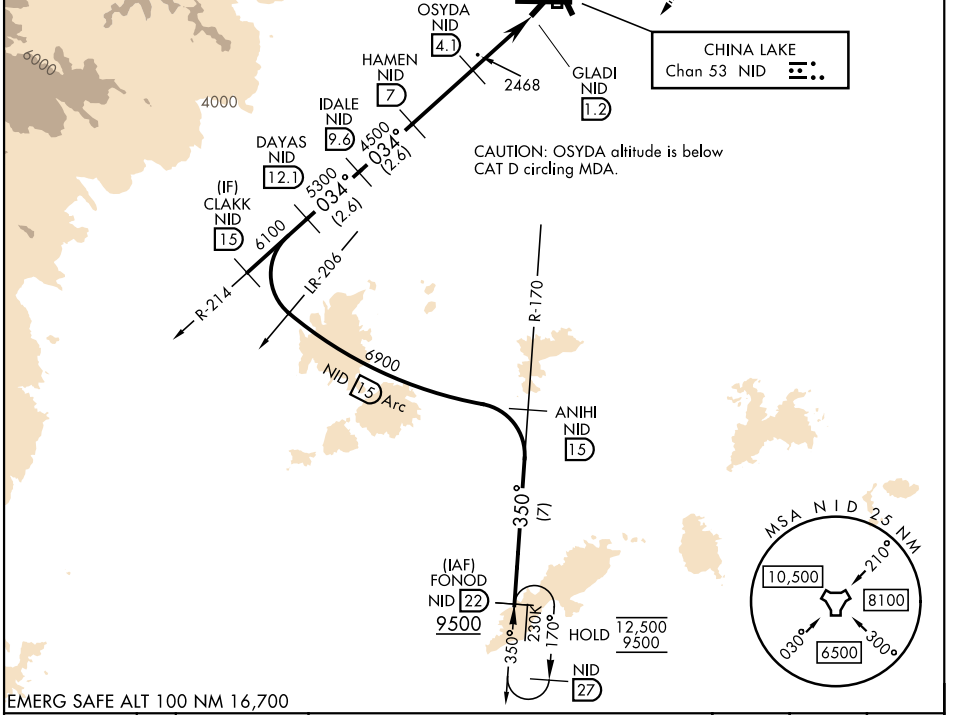 OSYDA
NID
4.1
6000
HAMEN
NID
7
CHINA LAKE
Chan 53 NID
GLADI
NID
1.2
2468
4000
IDALE
NID
9.6
4500
034°
(2.6)
DAYAS
NID
12.1
5300
034°
(2.6)
CAUTION: OSYDA altitude is below
CAT D circling MDA.
(IF)
CLAKK
NID
15
6100
R-214
LR-206
R-170
6900
NID 15 Arc
ANIHI
NID
15
350°
(7)
MSA NID 25 NM
210°
10,500
8100
030°
300°
6500
(IAF)
FONOD
NID 22
9500
350°
230K
170°
HOLD 12,500
9500
NID
27
EMERG SAFE ALT 100 NM 16,700